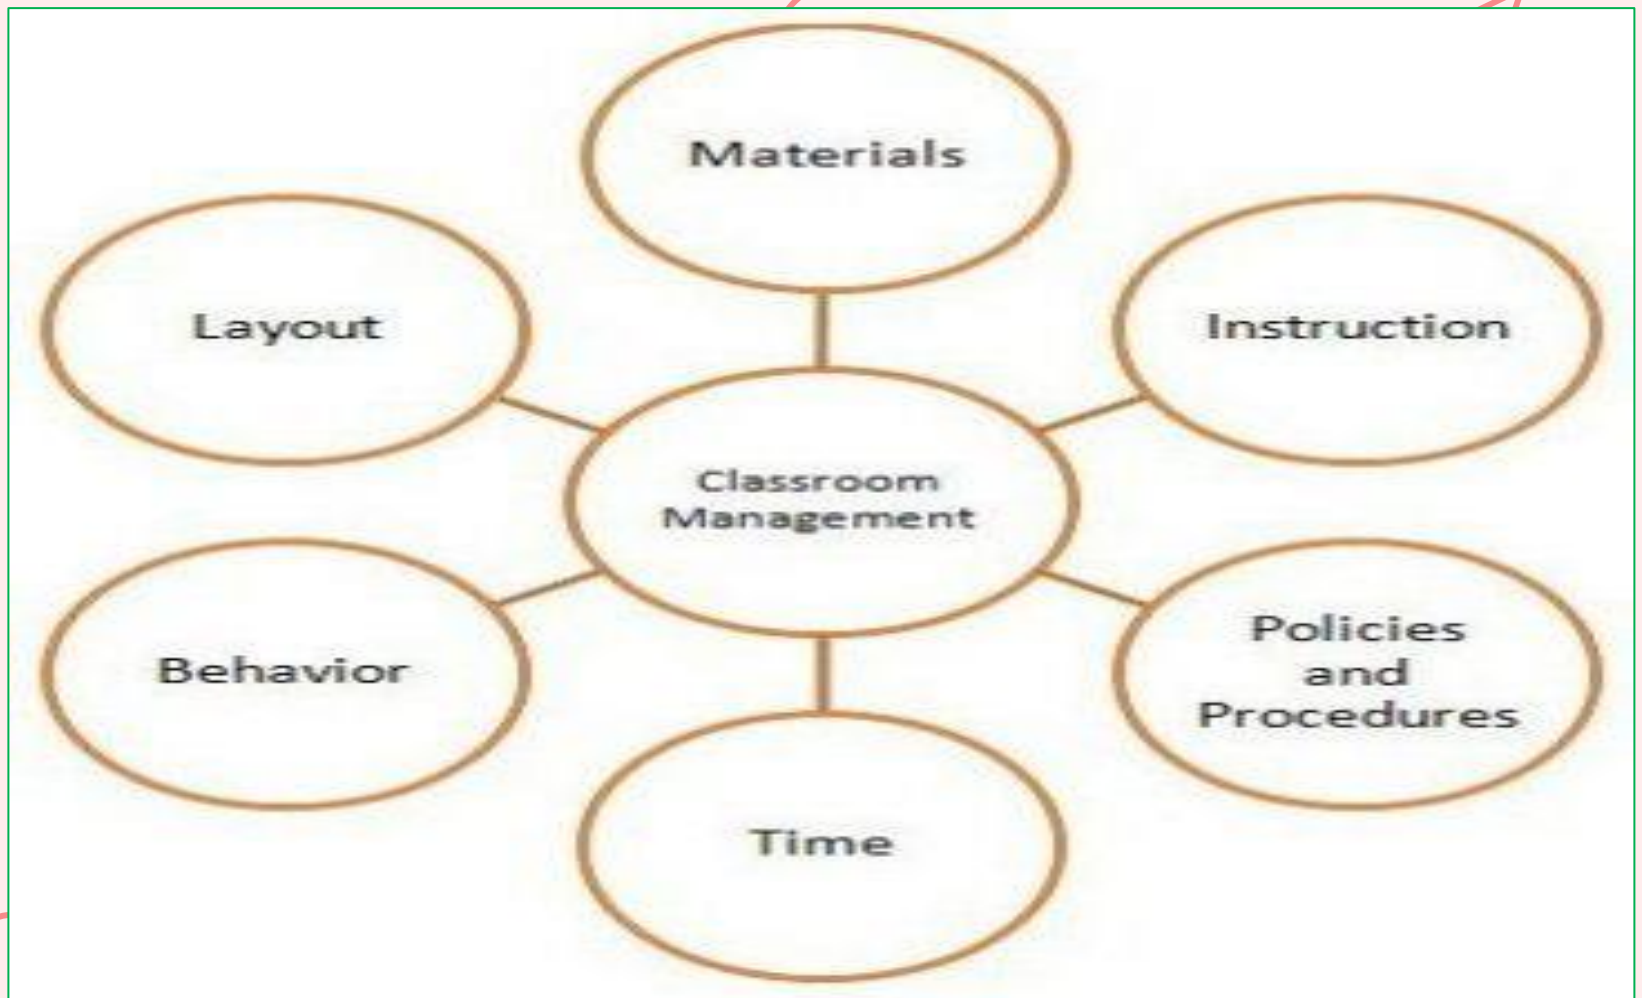 Materials
Layout
Instruction
Classroom
Management
Behavior
Policies
and
Procedures
Time